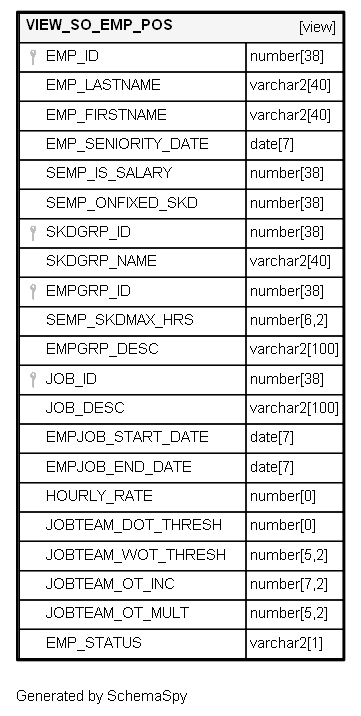 VIEW_SO_EMP_POS [view]
EMP_ID number[38]
EMP_LASTNAME varchar2[40]
EMP_FIRSTNAME varchar2[40]
EMP_SENIORITY_DATE date[7]
SEMP_IS_SALARY number[38]
SEMP_ONFIXED_SKD number[38]
SKDGRP_ID number[38]
SKDGRP_NAME varchar2[40]
EMPGRP_ID number[38]
SEMP_SKDMAX_HRS number[6,2]
EMPGRP_DESC varchar2[100]
JOB_ID number[38]
JOB_DESC varchar2[100]
EMPJOB_START_DATE date[7]
EMPJOB_END_DATE date[7]
HOURLY_RATE number[0]
JOBTEAM_DOT_THRESH number[0]
JOBTEAM_WOT_THRESH number[5,2]
JOBTEAM_OT_INC number[7,2]
JOBTEAM_OT_MULT number[5,2]
EMP_STATUS varchar2[1]
Generated by SchemaSpy